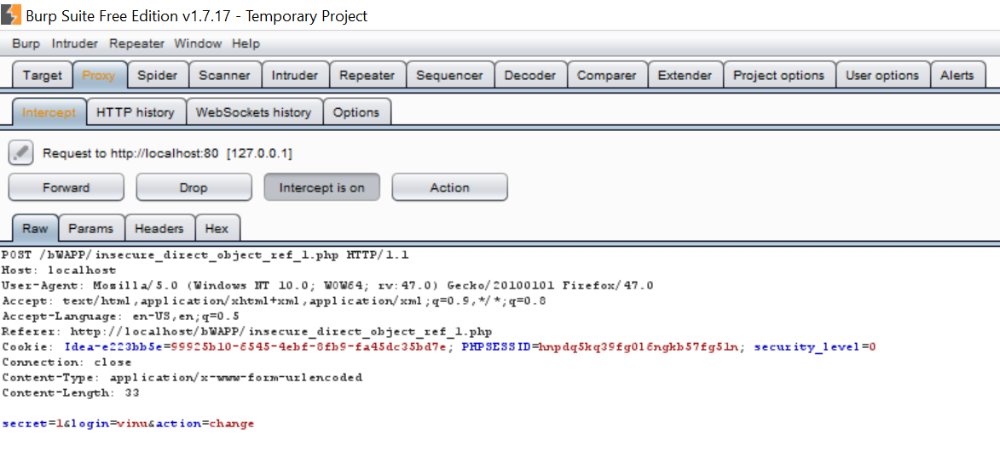 Burp Suite Free Edition v1.7.17 - Temporary Project
Burp Intruder Repeater Window Help
Target Proxy Spider Scanner Intruder Repeater Sequencer Decoder Comparer Extender Project options User options Alerts
Intercept HTTP history WebSockets history Options
Request to http://localhost:80 [127.0.0.1]
Forward Drop Intercept is on Action
Raw Params Headers Hex
POST /bWAPP/insecure_direct_object_ref_1.php HTTP/1.1
Host: localhost
User-Agent: Mozilla/5.0 (Windows NT 10.0; WOW64; rv:47.0) Gecko/20100101 Firefox/47.0
Accept: text/html,application/xhtml+xml,application/xml;q=0.9,*/*;q=0.8
Accept-Language: en-US,en;q=0.5
Referer: http://localhost/bWAPP/insecure_direct_object_ref_1.php
Cookie: Idea-e223bb5e=99925b10-6545-4ebf-8fb9-fa45dc35bd7e; PHPSESSID=hnpdq5kq39fg016ngkb57fg51n; security_level=0
Connection: close
Content-Type: application/x-www-form-urlencoded
Content-Length: 33
secret=1&login=vinu&action=change